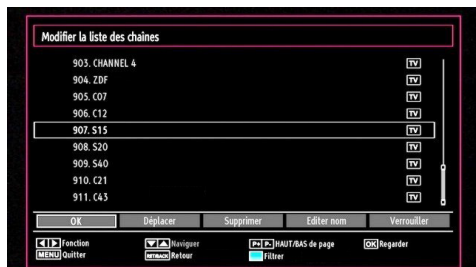 Modifier la liste des chaînes
903. CHANNEL 4 TV
904. ZDF TV
905. C07 TV
906. C12 TV
907. S15 TV
908. S20 TV
909. S40 TV
910. C21 TV
911. C43 TV
OK Déplacer Supprimer Editer nom Verrouiller
Fonction Naviguer P+ P- HAUT/BAS de page OK Regarder
MENU Quitter RET/BACK Retour Filtrer